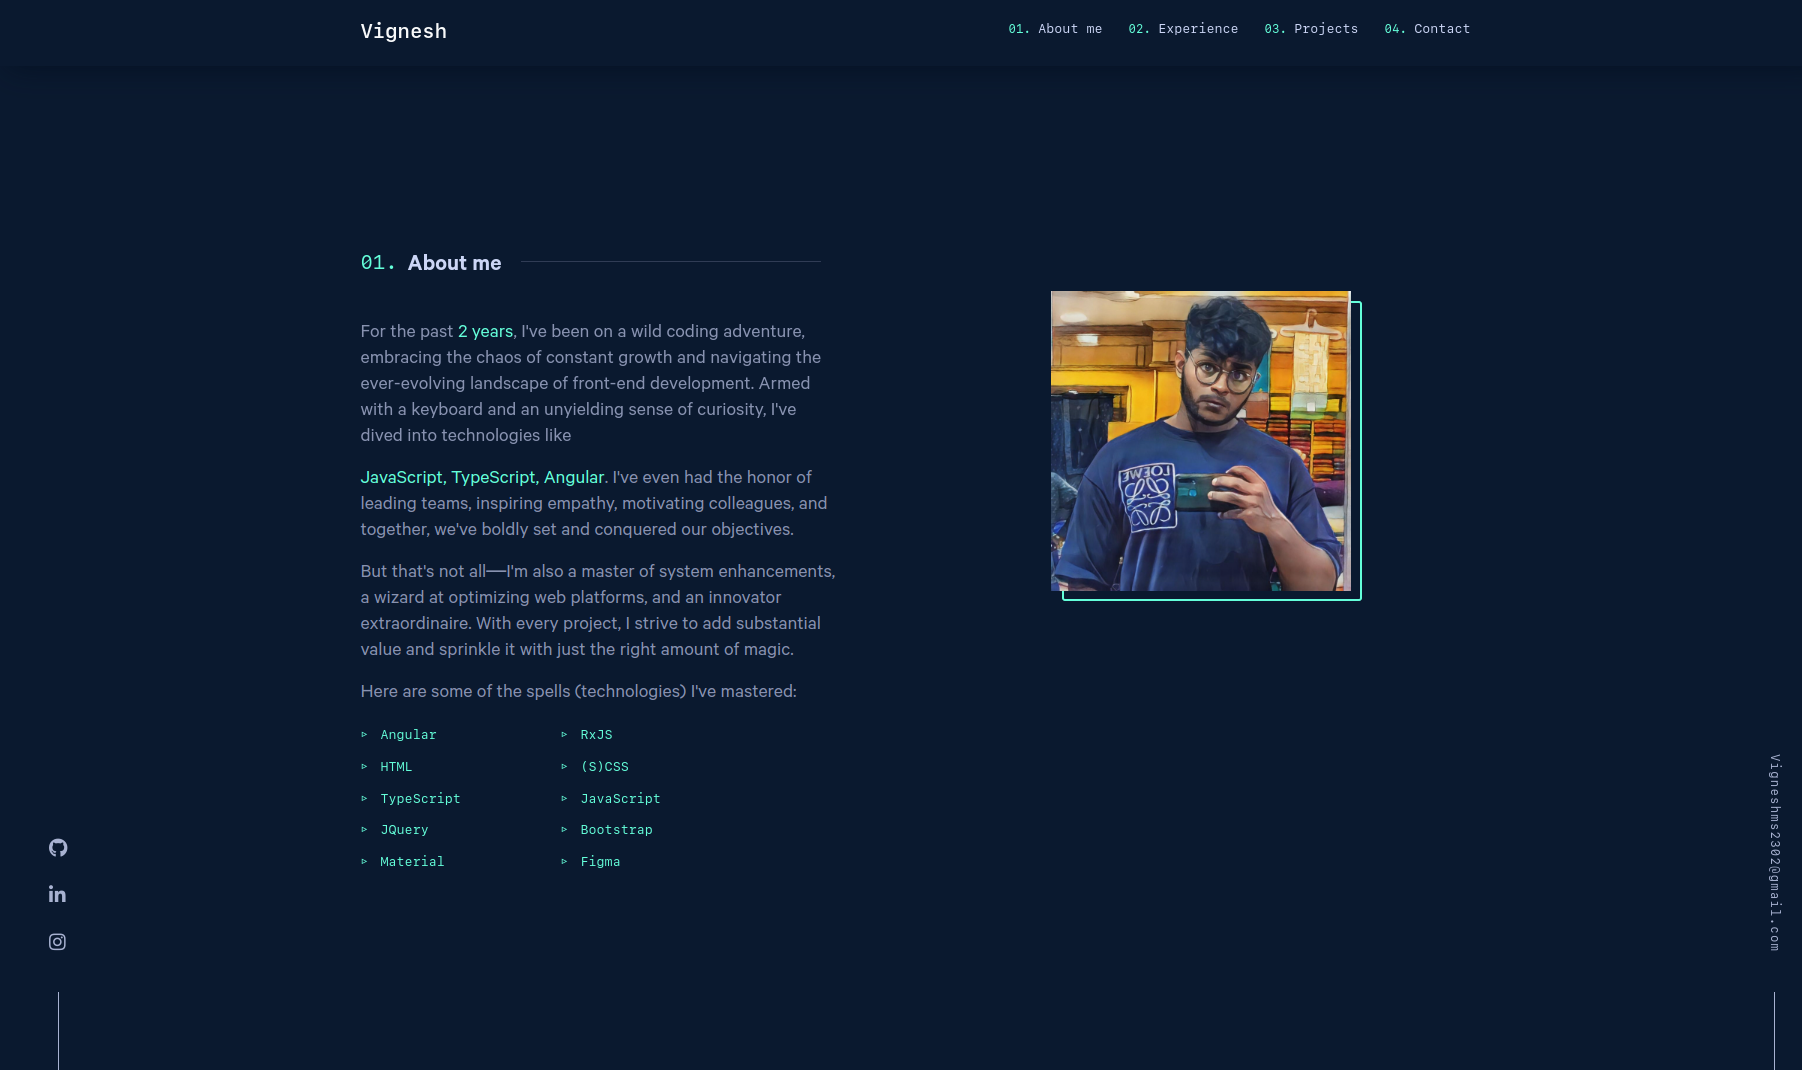 Vignesh
01. About me 02. Experience 03. Projects 04. Contact
01. About me
For the past 2 years, I've been on a wild coding adventure,
embracing the chaos of constant growth and navigating the
ever-evolving landscape of front-end development. Armed
with a keyboard and an unyielding sense of curiosity, I've
dived into technologies like
JavaScript, TypeScript, Angular. I've even had the honor of
leading teams, inspiring empathy, motivating colleagues, and
together, we've boldly set and conquered our objectives.
But that's not all—I'm also a master of system enhancements,
a wizard at optimizing web platforms, and an innovator
extraordinaire. With every project, I strive to add substantial
value and sprinkle it with just the right amount of magic.
Here are some of the spells (technologies) I've mastered:
▹ Angular ▹ RxJS
▹ HTML ▹ (S)CSS
▹ TypeScript ▹ JavaScript
▹ JQuery ▹ Bootstrap
▹ Material ▹ Figma
LOEWE
Vigneshms2302@gmail.com